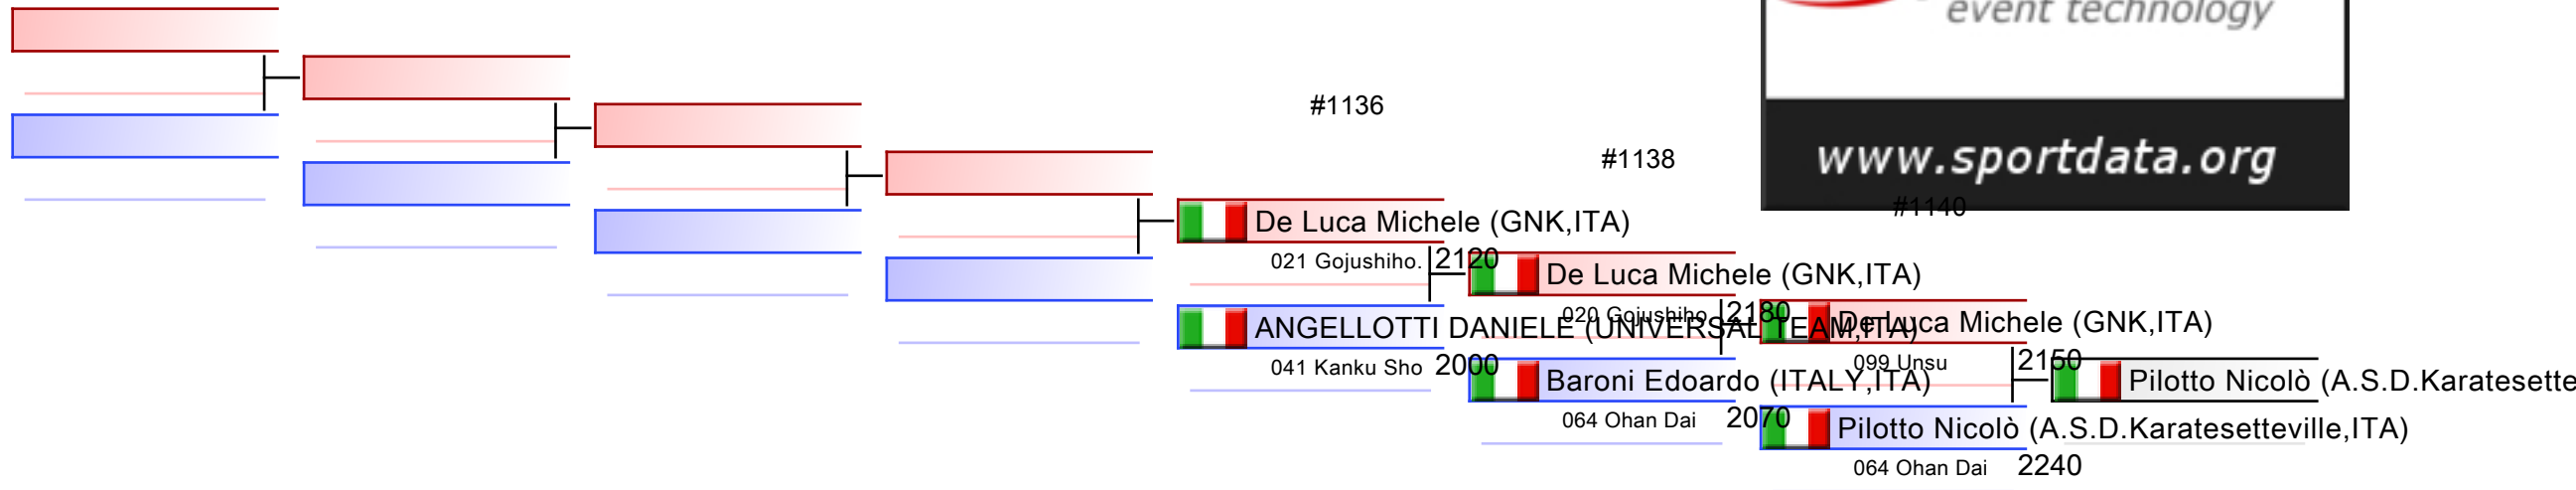 event technology
www.sportdata.org
#1136
#1138
#1140
De Luca Michele (GNK,ITA)
021 Gojushiho.
2120
ANGELLOTTI DANIELE (UNIVERSAL TEAM,ITA)
041 Kanku Sho
2000
De Luca Michele (GNK,ITA)
020 Gojushiho
2180
Baroni Edoardo (ITALY,ITA)
064 Ohan Dai
2070
De Luca Michele (GNK,ITA)
099 Unsu
2150
Pilotto Nicolò (A.S.D.Karatesetteville,ITA)
064 Ohan Dai
2240
Pilotto Nicolò (A.S.D.Karatesette